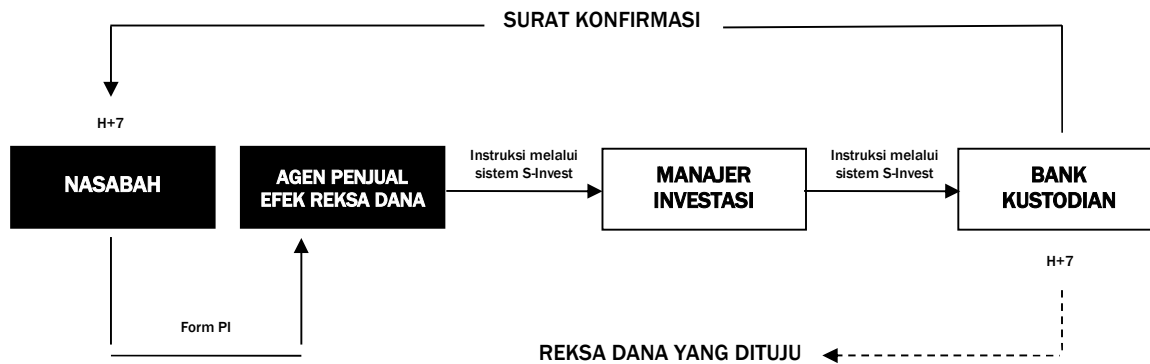 SURAT KONFIRMASI
H+7
NASABAH
AGEN PENJUAL
EFEK REKSA DANA
Instruksi melalui
sistem S-Invest
MANAJER
INVESTASI
Instruksi melalui
sistem S-Invest
BANK
KUSTODIAN
H+7
Form PI
REKSA DANA YANG DITUJU